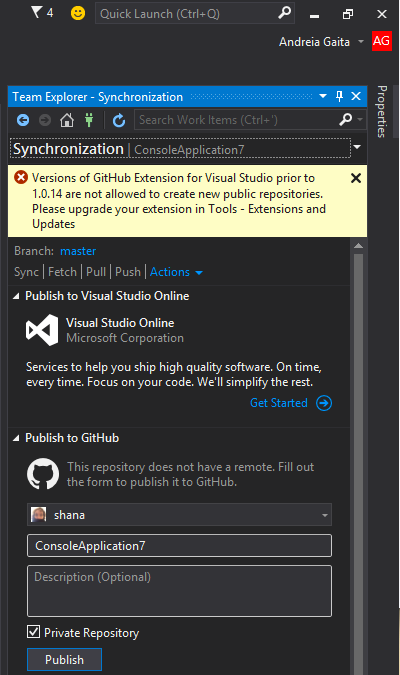 4
Quick Launch (Ctrl+Q)
Andreia Gaita
AG
Team Explorer - Synchronization
Properties
Search Work Items (Ctrl+')
Synchronization | ConsoleApplication7
Versions of GitHub Extension for Visual Studio prior to
1.0.14 are not allowed to create new public repositories.
Please upgrade your extension in Tools - Extensions and
Updates
Branch: master
Sync | Fetch | Pull | Push | Actions
Publish to Visual Studio Online
Visual Studio Online
Microsoft Corporation
Services to help you ship high quality software. On time,
every time. Focus on your code. We'll simplify the rest.
Get Started
Publish to GitHub
This repository does not have a remote. Fill out
the form to publish it to GitHub.
shana
ConsoleApplication7
Description (Optional)
Private Repository
Publish